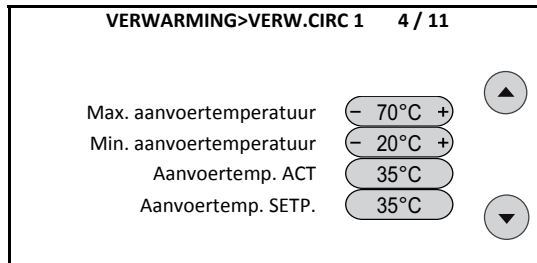 VERWARMING>VERW.CIRC 1 4 / 11
Max. aanvoertemperatuur - 70°C +
Min. aanvoertemperatuur - 20°C +
Aanvoertemp. ACT 35°C
Aanvoertemp. SETP. 35°C